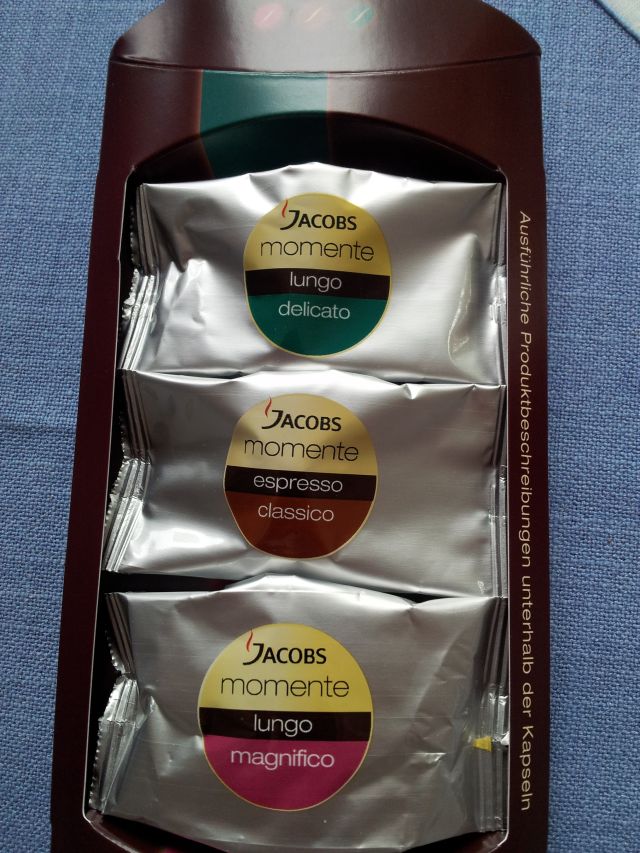 JACOBS
momente
lungo
delicato
JACOBS
momente
espresso
classico
JACOBS
momente
lungo
magnifico
Ausführliche Produktbeschreibungen unterhalb der Kapseln